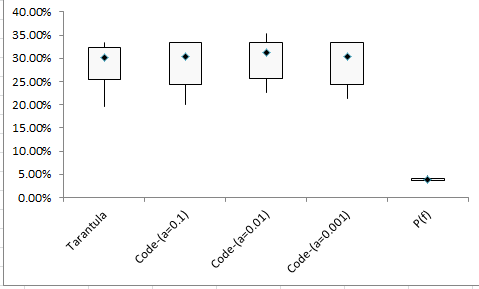 40.00%
35.00%
30.00%
25.00%
20.00%
15.00%
10.00%
5.00%
0.00%
Tarantula
Code-(a=0.1)
Code-(a=0.01)
Code-(a=0.001)
P(f)